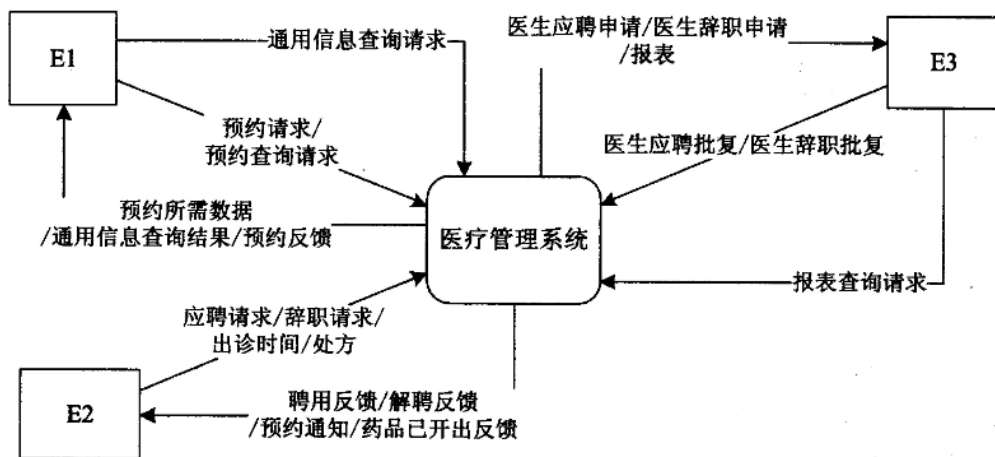 E1
通用信息查询请求
医生应聘申请/医生辞职申请
/报表
E3
预约请求/
预约查询请求
医生应聘批复/医生辞职批复
预约所需数据
/通用信息查询结果/预约反馈
医疗管理系统
报表查询请求
应聘请求/辞职请求/
出诊时间/处方
E2
聘用反馈/解聘反馈
/预约通知/药品已开出反馈